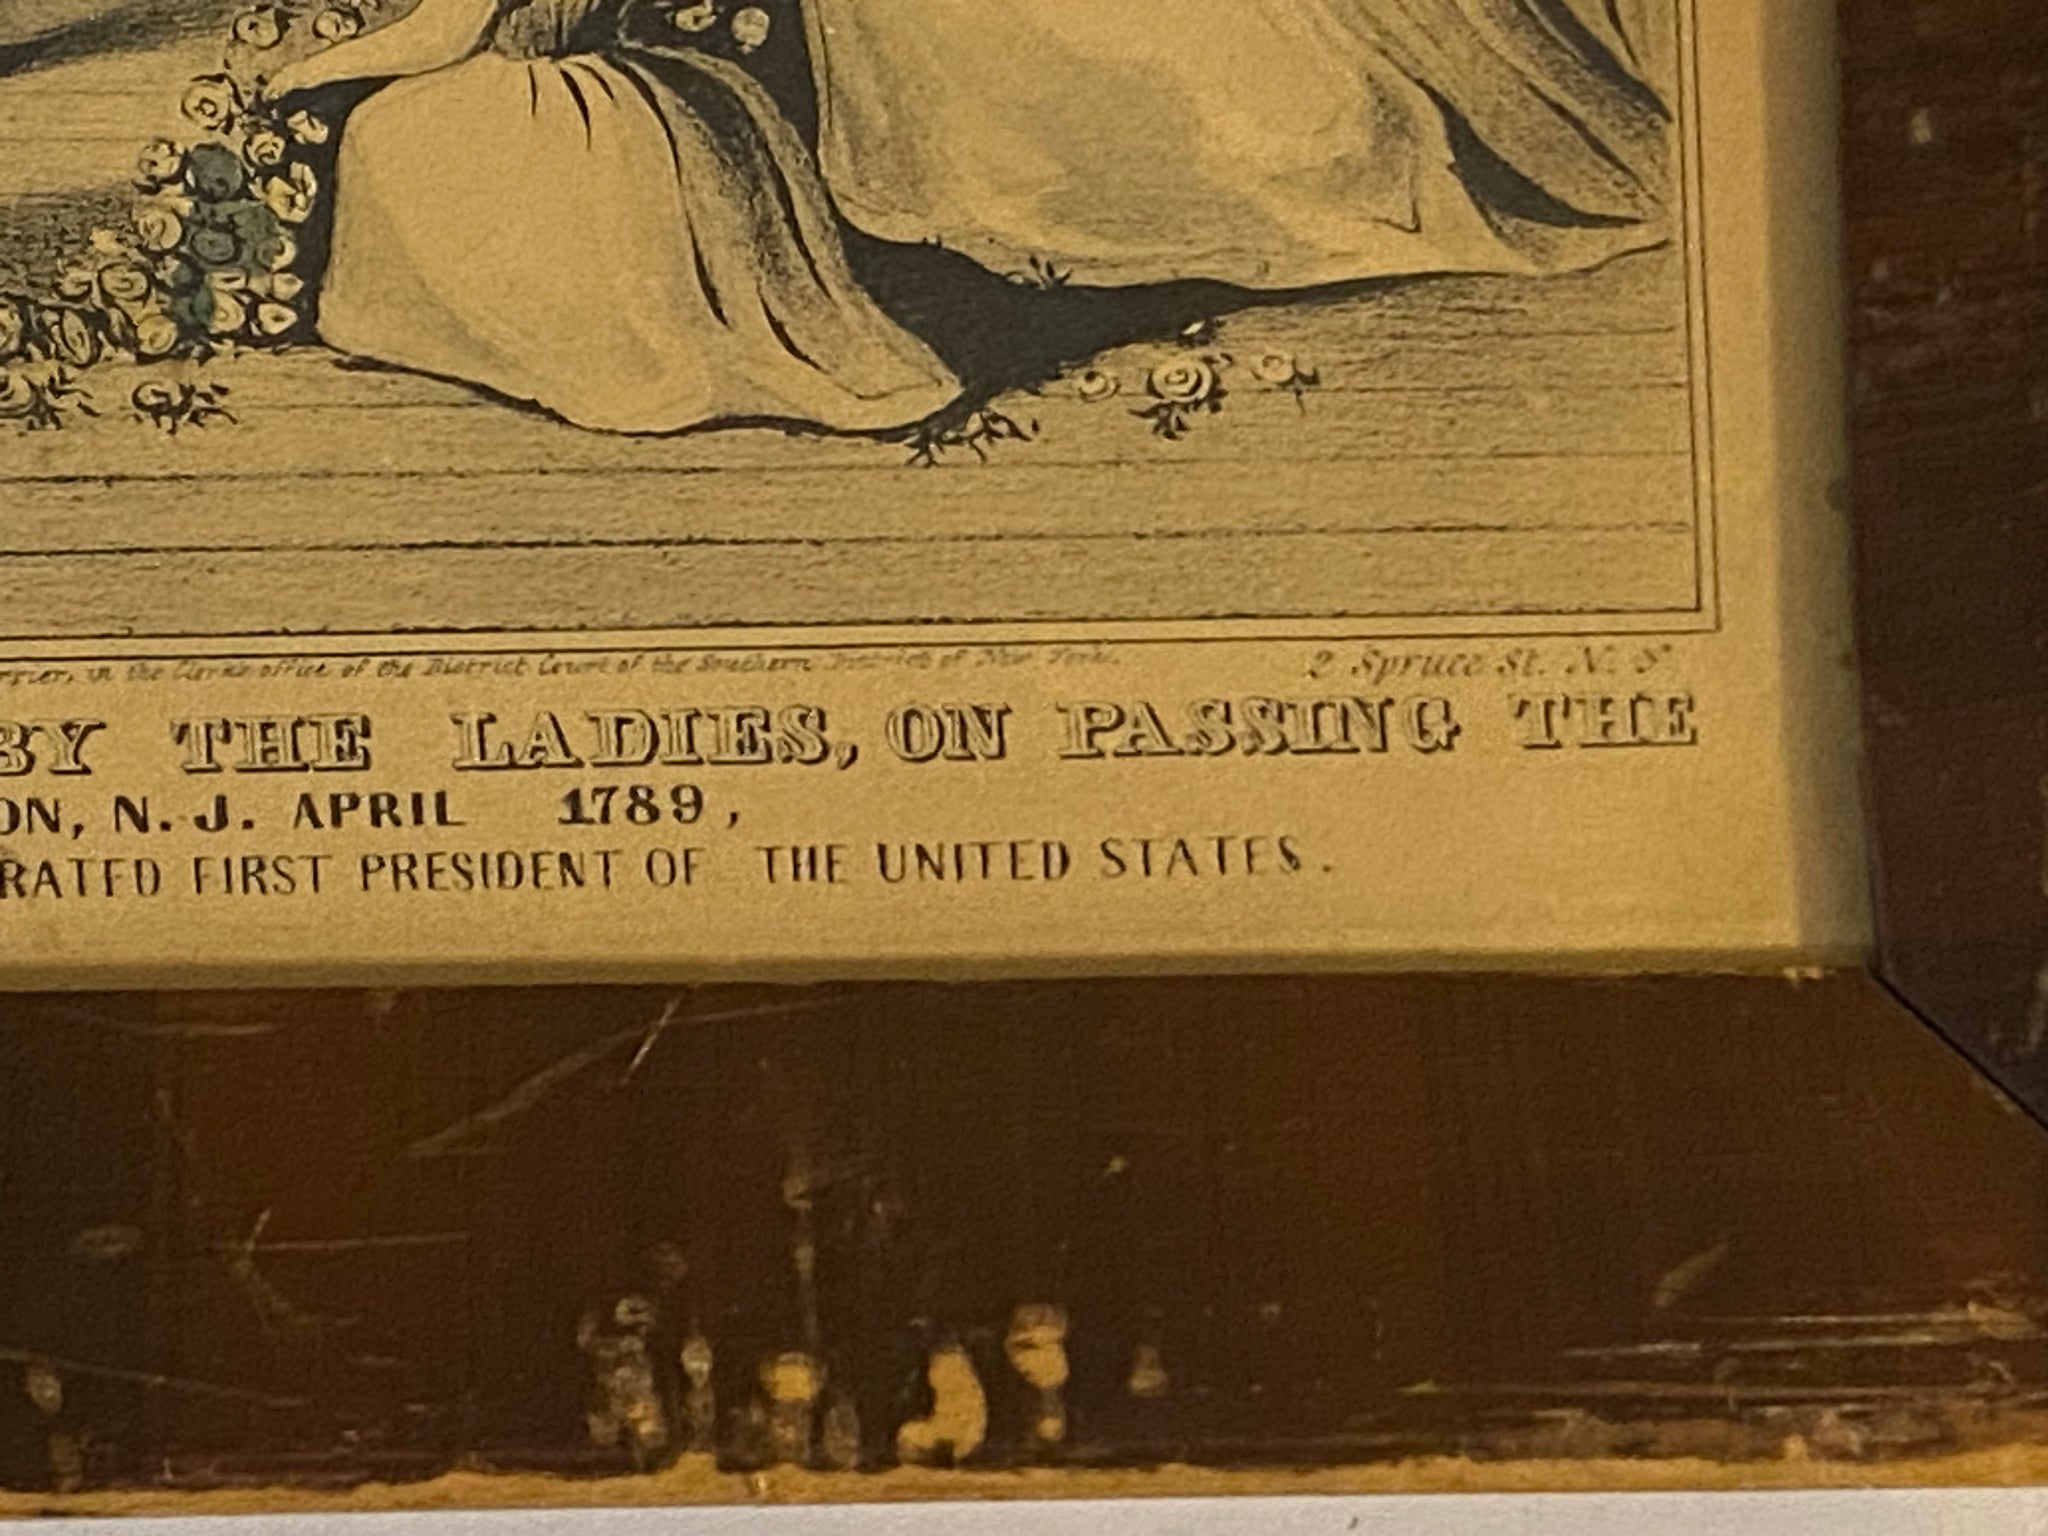 rrier, in the Clerk's office of the District Court of the Southern District of New York. 2 Spruce St. N. Y
BY THE LADIES, ON PASSING THE
ON, N. J. APRIL 1789,
RATED FIRST PRESIDENT OF THE UNITED STATES.